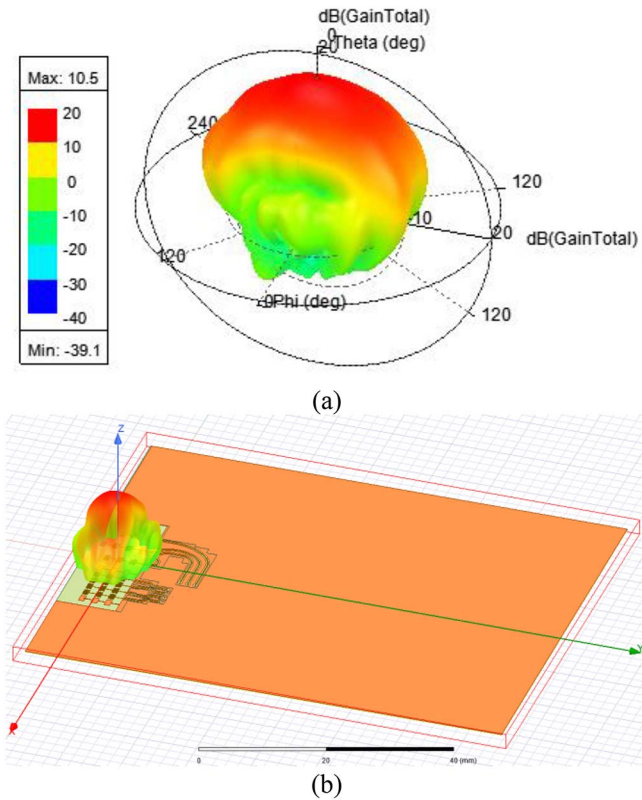 dB(GainTotal)
0
20
Theta (deg)
Max: 10.5
20
10
0
-10
-20
-30
-40
Min: -39.1
240
120
-10
20
dB(GainTotal)
120
0
Phi (deg)
120
(a)
Z
Y
X
0
20
40 (mm)
(b)